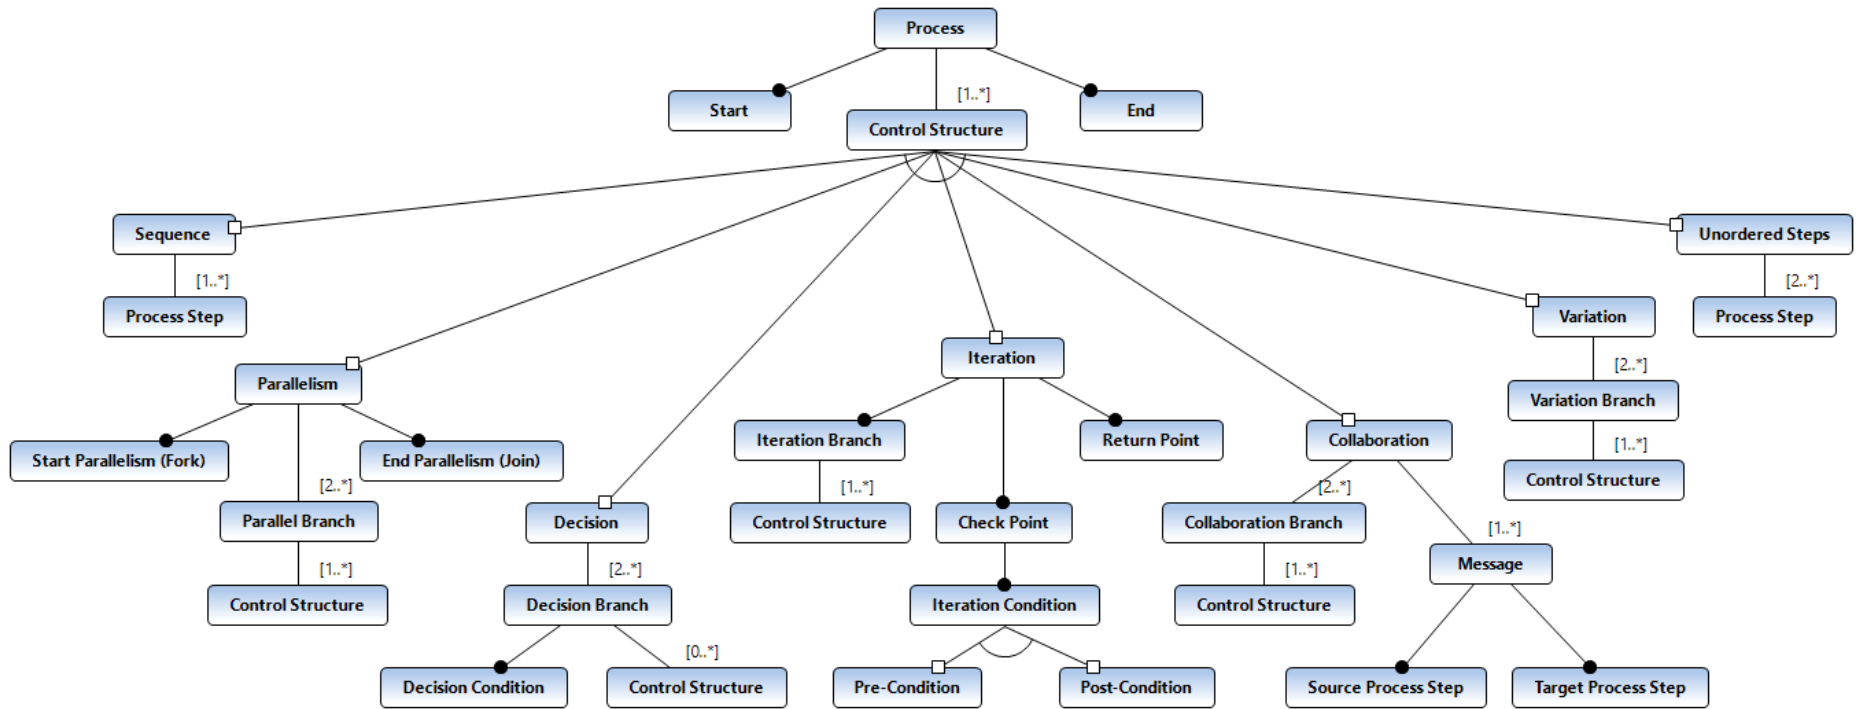 Process
Start
[1..*]
End
Control Structure
Sequence
Unordered Steps
[1..*]
[2..*]
Process Step
Variation
Process Step
Iteration
[2..*]
Parallelism
Variation Branch
Iteration Branch
Return Point
Collaboration
[1..*]
Start Parallelism (Fork)
End Parallelism (Join)
Control Structure
[2..*]
[1..*]
[2..*]
Parallel Branch
Decision
Control Structure
Check Point
Collaboration Branch
[1..*]
[1..*]
[2..*]
[1..*]
Message
Control Structure
Decision Branch
Iteration Condition
Control Structure
[0..*]
Decision Condition
Control Structure
Pre-Condition
Post-Condition
Source Process Step
Target Process Step